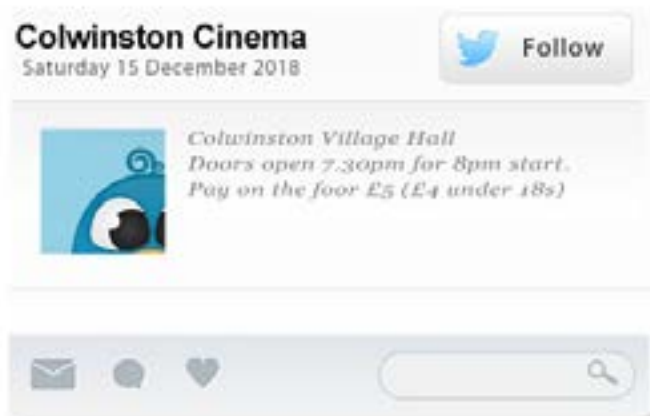 Colwinston Cinema
Saturday 15 December 2018
Follow
Colwinston Village Hall
Doors open 7.30pm for 8pm start.
Pay on the foor £5 (£4 under 18s)